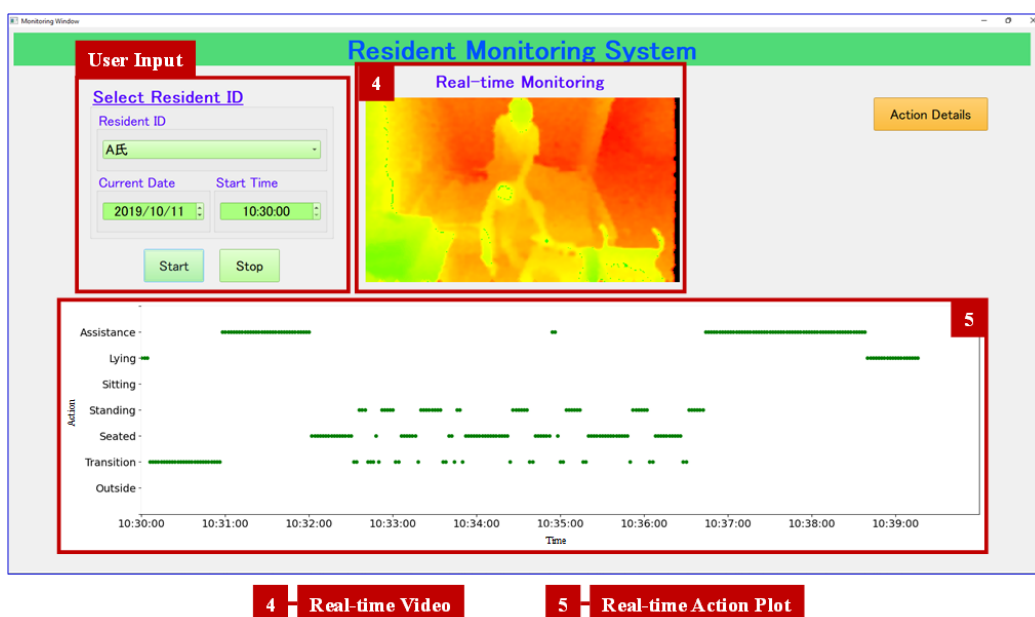 Monitoring Window
Resident Monitoring System
User Input
Select Resident ID
Resident ID
A氏
Current Date
Start Time
2019/10/11
10:30:00
Start
Stop
4
Real-time Monitoring
Action Details
5
Action
Assistance
Lying
Sitting
Standing
Seated
Transition
Outside
10:30:00 10:31:00 10:32:00 10:33:00 10:34:00 10:35:00 10:36:00 10:37:00 10:38:00 10:39:00
Time
4 Real-time Video
5 Real-time Action Plot